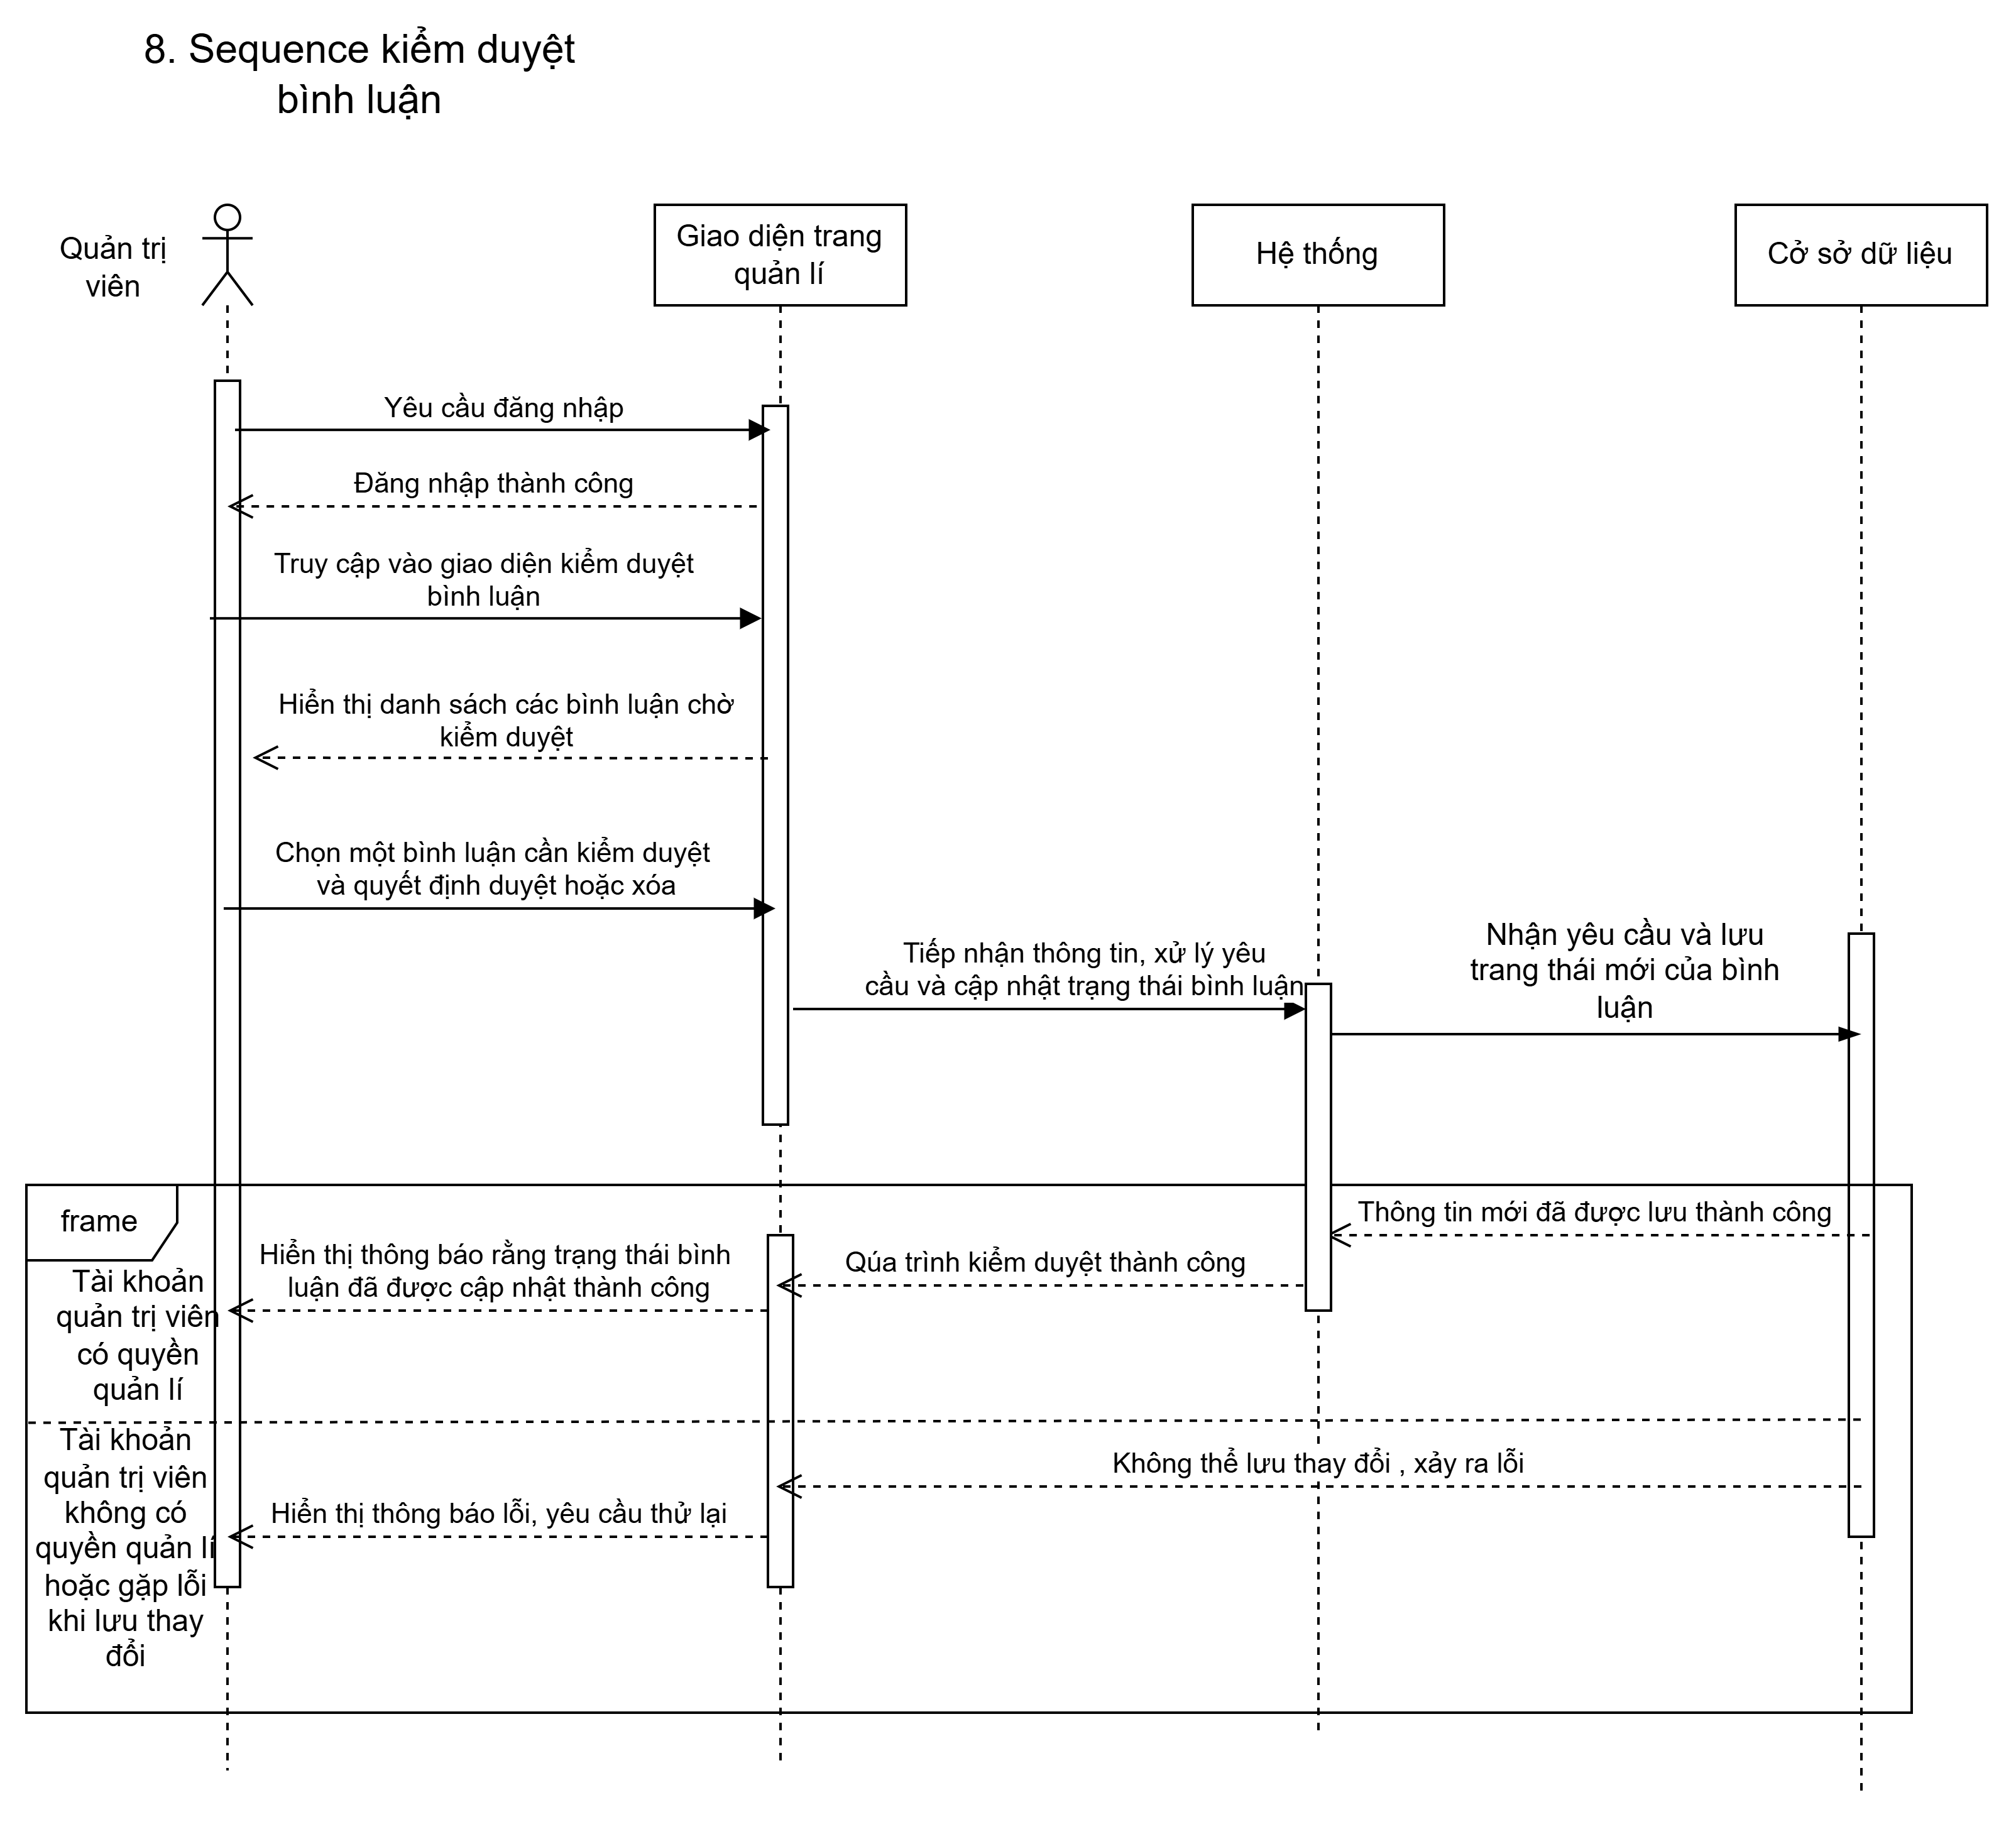 8. Sequence kiểm duyệt
bình luận
Quản trị
viên
Giao diện trang
quản lí
Hệ thống
Cở sở dữ liệu
Yêu cầu đăng nhập
Đăng nhập thành công
Truy cập vào giao diện kiểm duyệt
bình luận
Hiển thị danh sách các bình luận chờ
kiểm duyệt
Chọn một bình luận cần kiểm duyệt
và quyết định duyệt hoặc xóa
Tiếp nhận thông tin, xử lý yêu
cầu và cập nhật trạng thái bình luận
Nhận yêu cầu và lưu
trang thái mới của bình
luận
frame
Thông tin mới đã được lưu thành công
Qúa trình kiểm duyệt thành công
Hiển thị thông báo rằng trạng thái bình
luận đã được cập nhật thành công
Tài khoản
quản trị viên
có quyền
quản lí
Tài khoản
quản trị viên
không có
quyền quản lí
hoặc gặp lỗi
khi lưu thay
đổi
Không thể lưu thay đổi , xảy ra lỗi
Hiển thị thông báo lỗi, yêu cầu thử lại